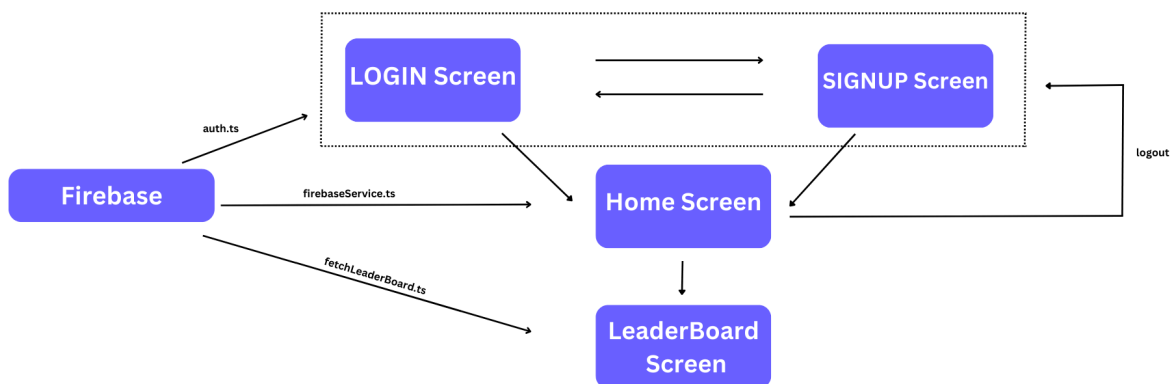 LOGIN Screen
SIGNUP Screen
auth.ts
logout
Firebase
firebaseService.ts
Home Screen
fetchLeaderBoard.ts
LeaderBoard
Screen